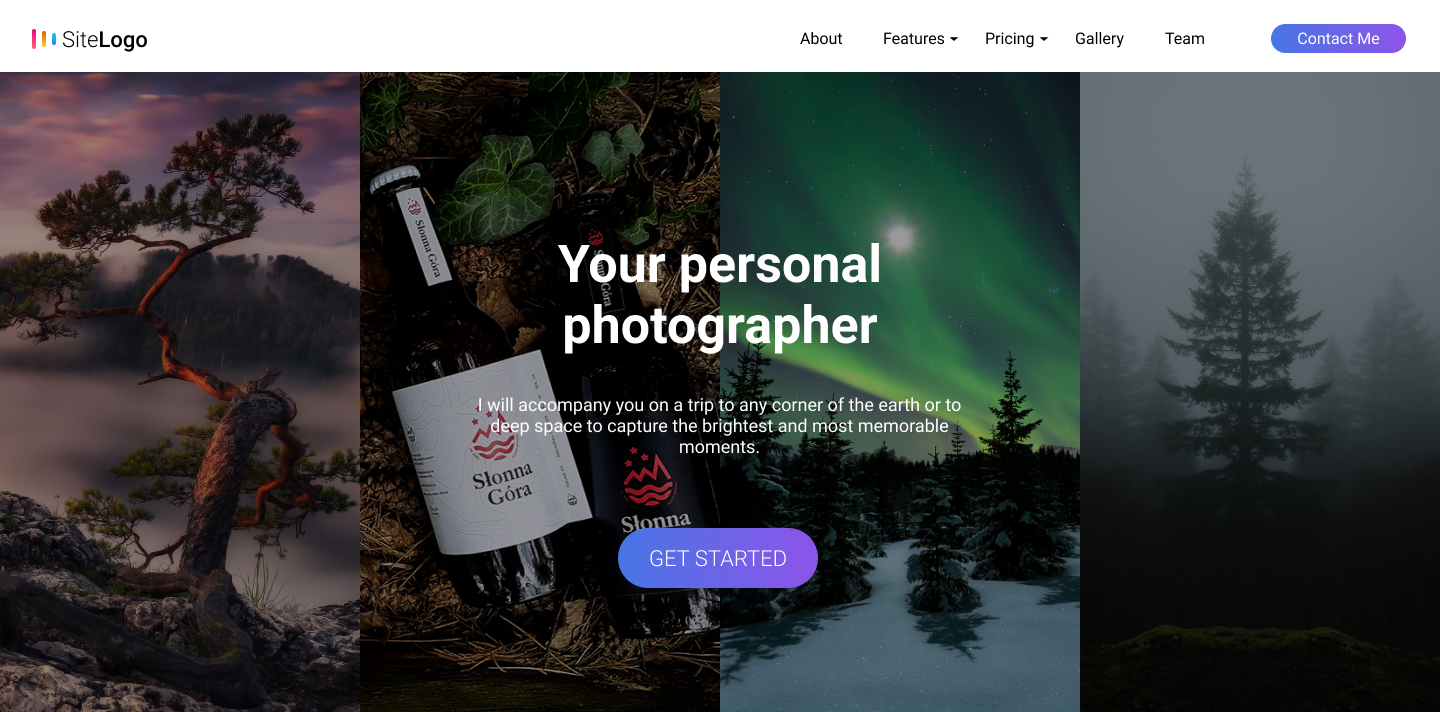 SiteLogo
About Features Pricing Gallery Team Contact Me
Słonna Góra
Słonna Góra
Your personal
photographer
I will accompany you on a trip to any corner of the earth or to
deep space to capture the brightest and most memorable
moments.
Słonna
Góra
Słonna
GET STARTED